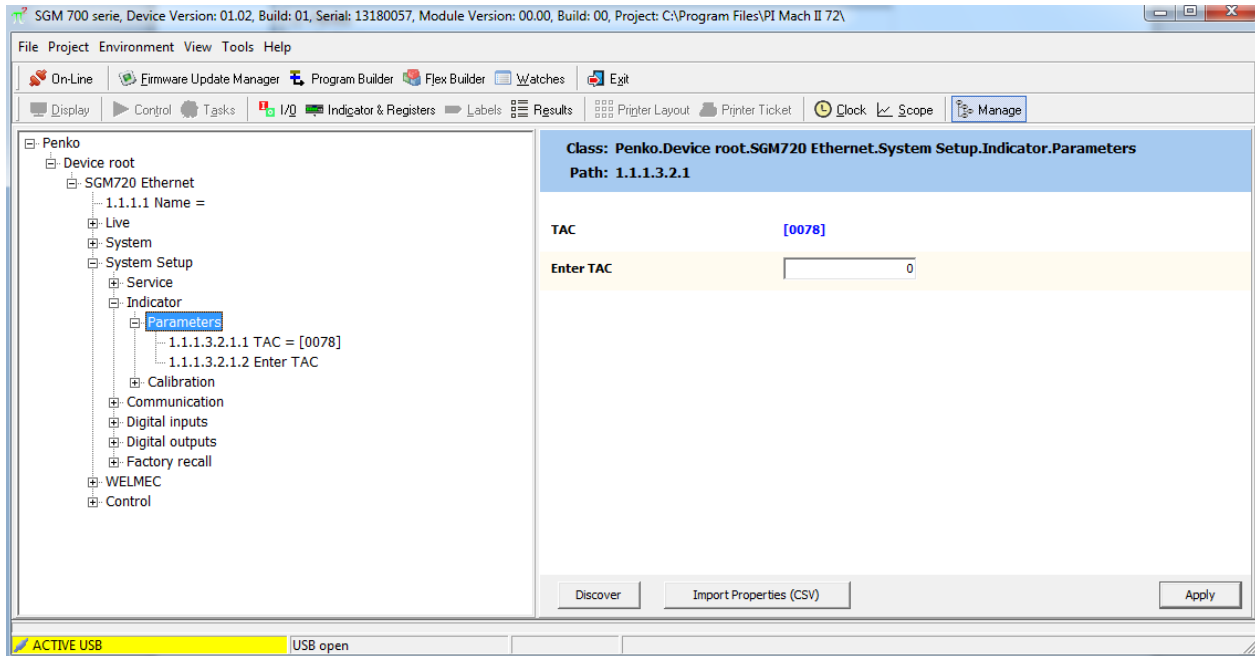 SGM 700 serie, Device Version: 01.02, Build: 01, Serial: 13180057, Module Version: 00.00, Build: 00, Project: C:\Program Files\PI Mach II 72\
File Project Environment View Tools Help
On-Line Firmware Update Manager Program Builder Flex Builder Watches Exit
Display Control Tasks I/O Indicator & Registers Labels Results Printer Layout Printer Ticket Clock Scope Manage
Penko
Device root
SGM720 Ethernet
1.1.1.1 Name =
Live
System
System Setup
Service
Indicator
Parameters
1.1.1.3.2.1.1 TAC = [0078]
1.1.1.3.2.1.2 Enter TAC
Calibration
Communication
Digital inputs
Digital outputs
Factory recall
WELMEC
Control
Class: Penko.Device root.SGM720 Ethernet.System Setup.Indicator.Parameters
Path: 1.1.1.3.2.1
TAC [0078]
Enter TAC 0
Discover Import Properties (CSV) Apply
ACTIVE USB USB open